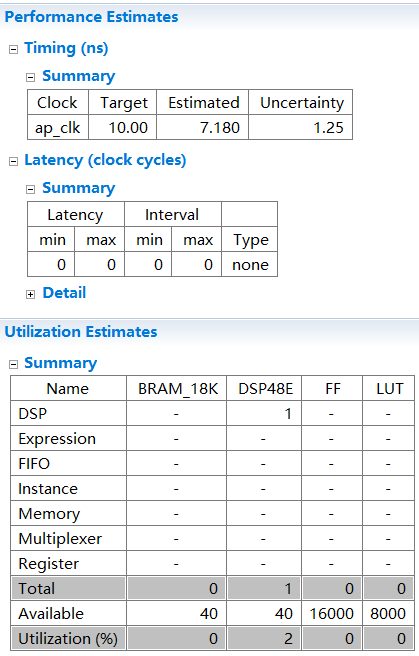 Performance Estimates
Timing (ns)
Summary
Clock Target Estimated Uncertainty
ap_clk 10.00 7.180 1.25
Latency (clock cycles)
Summary
Latency Interval
min max min max Type
0 0 0 0 none
Detail
Utilization Estimates
Summary
Name BRAM_18K DSP48E FF LUT
DSP - 1 - -
Expression - - - -
FIFO - - - -
Instance - - - -
Memory - - - -
Multiplexer - - - -
Register - - - -
Total 0 1 0 0
Available 40 40 16000 8000
Utilization (%) 0 2 0 0